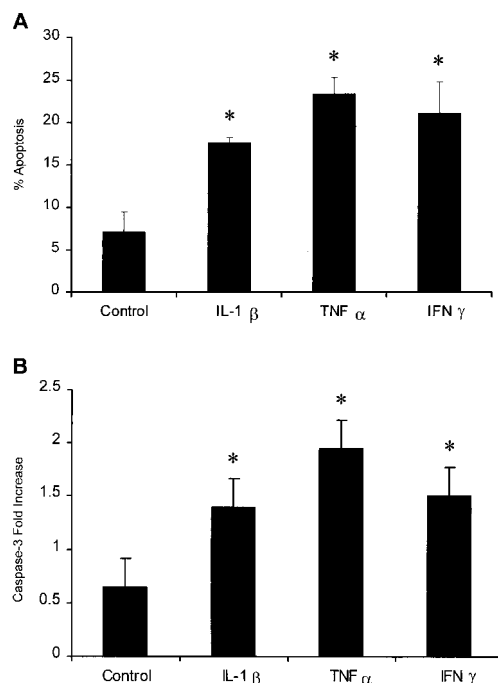 A
% Apoptosis
30
25
20
15
10
5
0
*
*
*
Control
IL-1 β
TNF α
IFN γ
B
Caspase-3 Fold Increase
2.5
2
1.5
1
0.5
0
*
*
*
Control
IL-1 β
TNF α
IFN γ